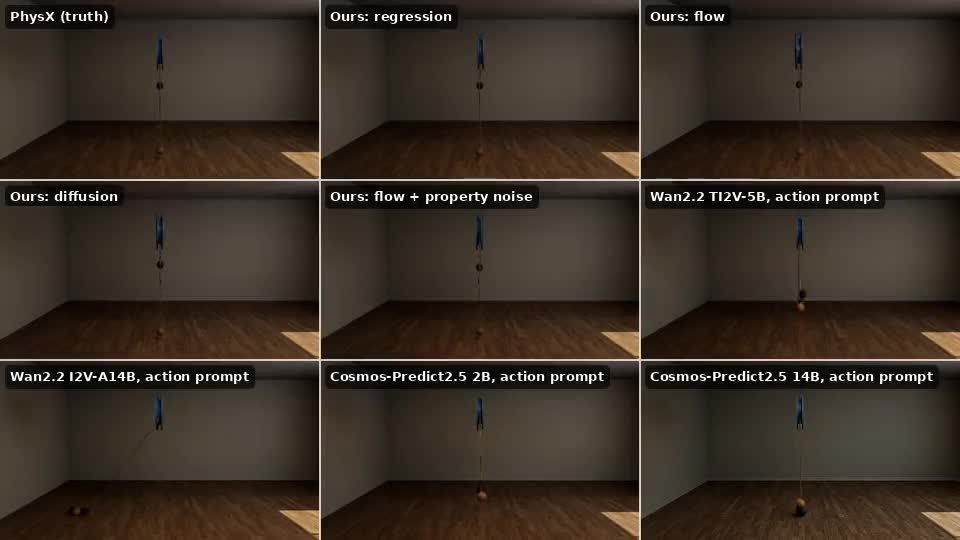 PhysX (truth)
Ours: regression
Ours: flow
Ours: diffusion
Ours: flow + property noise
Wan2.2 TI2V-5B, action prompt
Wan2.2 I2V-A14B, action prompt
Cosmos-Predict2.5 2B, action prompt
Cosmos-Predict2.5 14B, action prompt